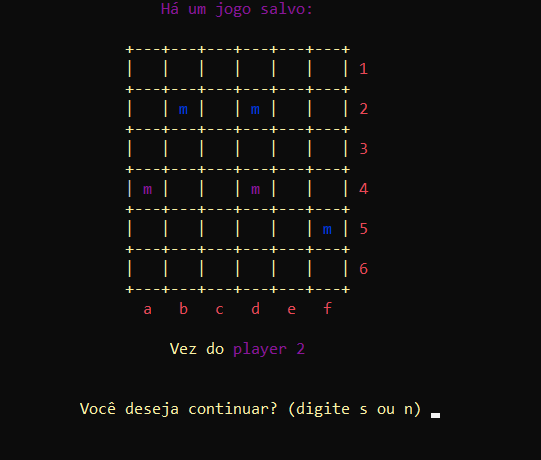 Há um jogo salvo:
+---+---+---+---+---+---+
|   |   |   |   |   |   | 1
+---+---+---+---+---+---+
|   | m |   | m |   |   | 2
+---+---+---+---+---+---+
|   |   |   |   |   |   | 3
+---+---+---+---+---+---+
| m |   |   | m |   |   | 4
+---+---+---+---+---+---+
|   |   |   |   |   | m | 5
+---+---+---+---+---+---+
|   |   |   |   |   |   | 6
+---+---+---+---+---+---+
a b c d e f
Vez do player 2
Você deseja continuar? (digite s ou n)